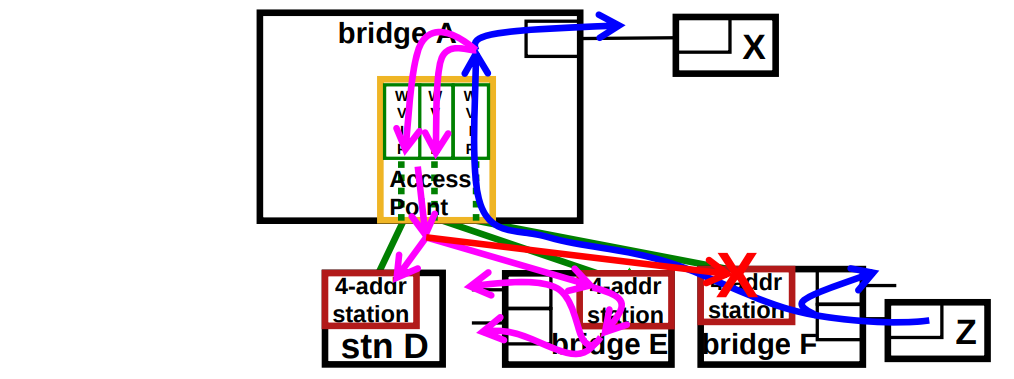 bridge A
X
Access
Point
4-addr
station
stn D
4-addr
station
bridge E
4-addr
station
bridge F
Z